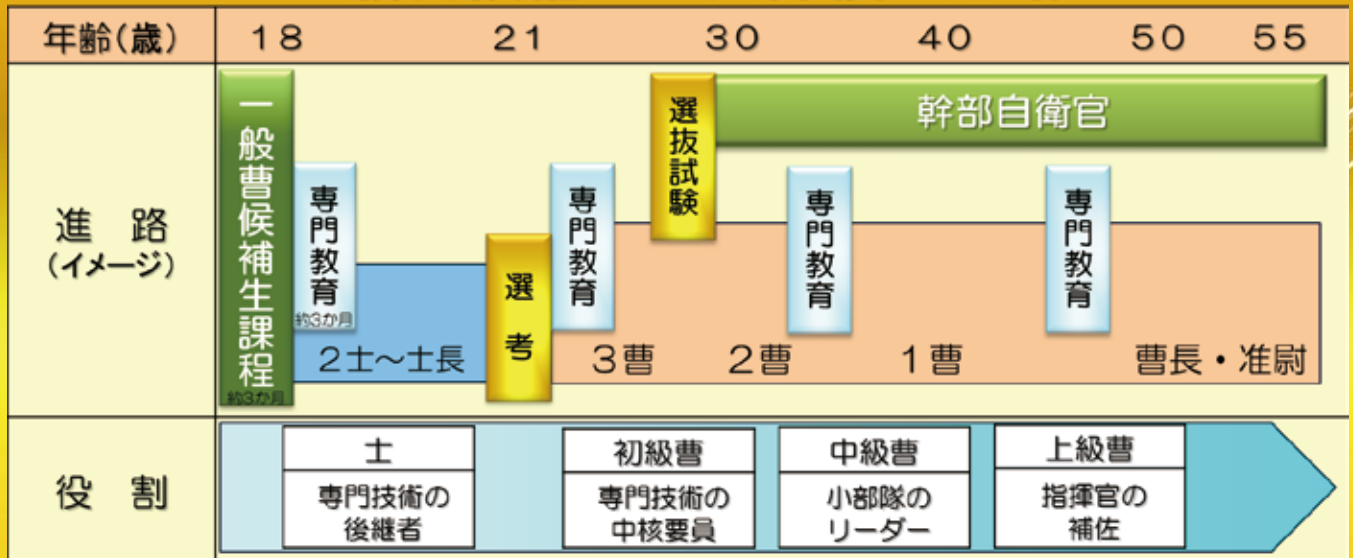 年齢(歳) 18 21 30 40 50 55
進 路
(イメージ)
一般曹候補生課程
約3か月
専門教育
約3か月
2士～士長
選考
専門教育
選抜試験
幹部自衛官
専門教育
専門教育
3曹 2曹 1曹 曹長・准尉
役 割
士
専門技術の
後継者
初級曹
専門技術の
中核要員
中級曹
小部隊の
リーダー
上級曹
指揮官の
補佐